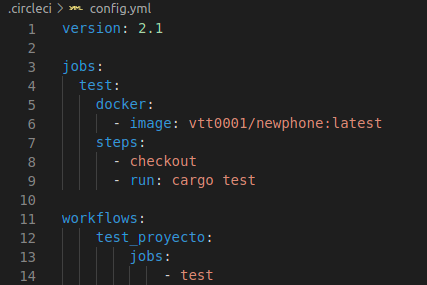 .circleci > config.yml
1 version: 2.1
2
3 jobs:
4   test:
5     docker:
6       - image: vtt0001/newphone:latest
7     steps:
8       - checkout
9       - run: cargo test
10
11 workflows:
12     test_proyecto:
13         jobs:
14             - test